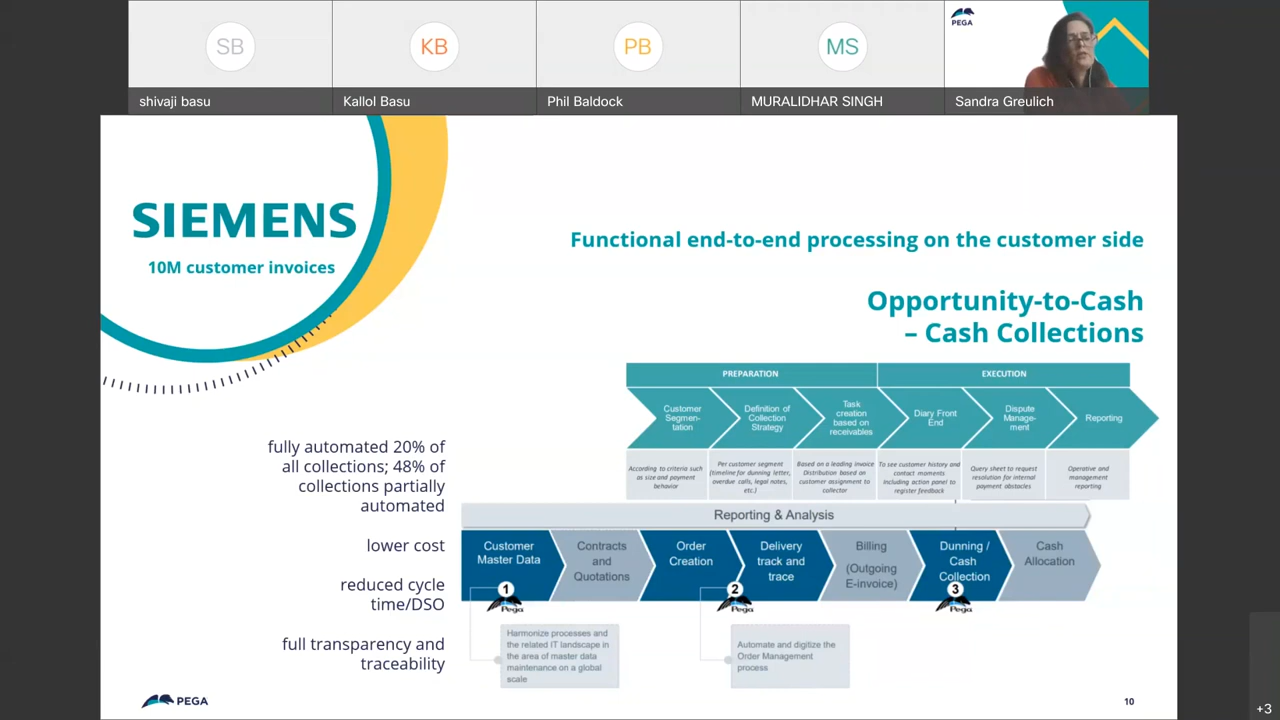 SB
KB
PB
MS
PEGA
shivaji basu
Kallol Basu
Phil Baldock
MURALIDHAR SINGH
Sandra Greulich
SIEMENS
10M customer invoices
Functional end-to-end processing on the customer side
Opportunity-to-Cash
– Cash Collections
PREPARATION
EXECUTION
Customer
Segmen-
tation
Definition of
Collection
Strategy
Task
creation
based on
receivables
Diary Front
End
Dispute
Manage-
ment
Reporting
According to criteria such
as size and payment
behavior
Per customer segment
(timeline for dunning letter,
overdue calls, legal notes,
etc.)
Based on a leading invoice
Distribution based on
customer assignment to
collector
To see customer history and
contact moments
Including action panel to
register feedback
Query sheet to request
resolution for internal
payment obstacles
Operative and
management
reporting
fully automated 20% of
all collections; 48% of
collections partially
automated
lower cost
reduced cycle
time/DSO
full transparency and
traceability
Reporting & Analysis
Customer
Master Data
Contracts
and
Quotations
Order
Creation
Delivery
track and
trace
Billing
(Outgoing
E-invoice)
Dunning /
Cash
Collection
Cash
Allocation
1
Pega
2
Pega
3
Pega
Harmonize processes and
the related IT landscape in
the area of master data
maintenance on a global
scale
Automate and digitize the
Order Management
process
PEGA
10
+3